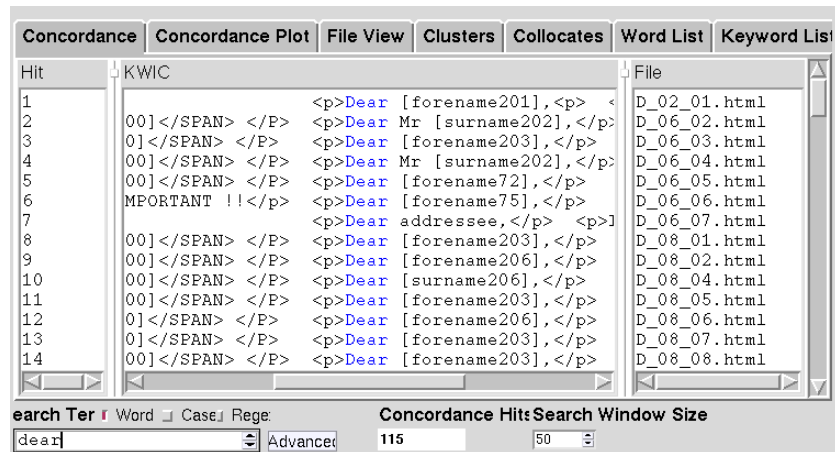 Concordance Concordance Plot File View Clusters Collocates Word List Keyword List
Hit KWIC File
1 <p>Dear [forename201],<p> < D_02_01.html
2 00]</SPAN> </P> <p>Dear Mr [surname202],</p> D_06_02.html
3 0]</SPAN> </P> <p>Dear [forename203],</p> D_06_03.html
4 00]</SPAN> </P> <p>Dear Mr [surname202],</p> D_06_04.html
5 00]</SPAN> </P> <p>Dear [forename72],</p> D_06_05.html
6 MPORTANT !!</p> <p>Dear [forename75],</p> D_06_06.html
7 <p>Dear addressee,</p> <p>I D_06_07.html
8 00]</SPAN> </P> <p>Dear [forename203],</p> D_08_01.html
9 00]</SPAN> </P> <p>Dear [forename206],</p> D_08_02.html
10 00]</SPAN> </P> <p>Dear [surname206],</p> D_08_04.html
11 00]</SPAN> </P> <p>Dear [forename203],</p> D_08_05.html
12 0]</SPAN> </P> <p>Dear [forename206],</p> D_08_06.html
13 0]</SPAN> </P> <p>Dear [forename203],</p> D_08_07.html
14 00]</SPAN> </P> <p>Dear [forename203],</p> D_08_08.html
earch Ter Word Case Rege: Concordance Hits Search Window Size
dear Advanced 115 50